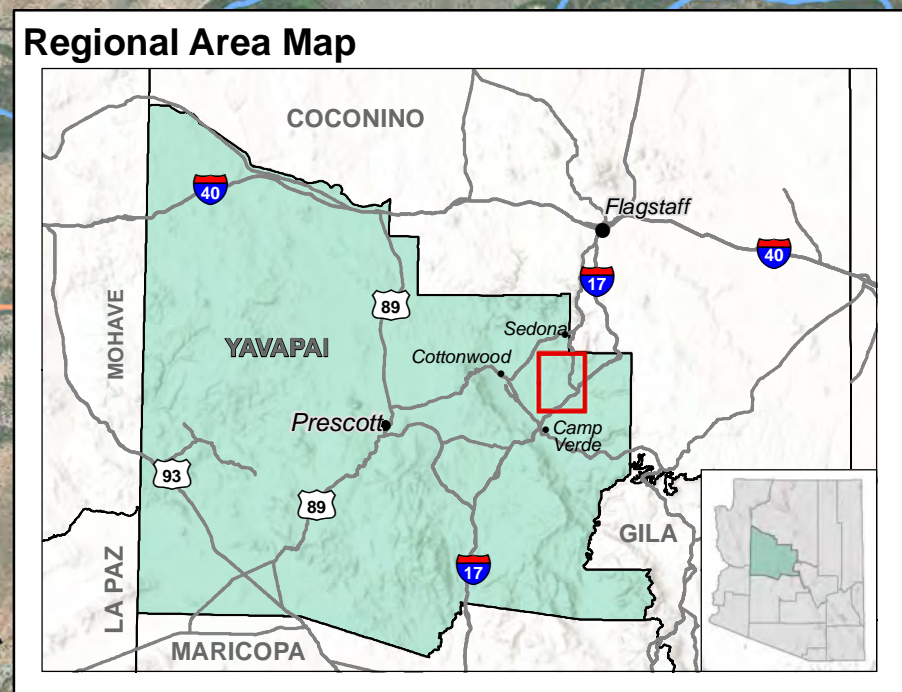 Regional Area Map
COCONINO
40
Flagstaff
40
17
MOHAVE
89
Sedona
YAVAPAI
Cottonwood
Prescott
Camp
Verde
93
89
GILA
17
LA PAZ
MARICOPA